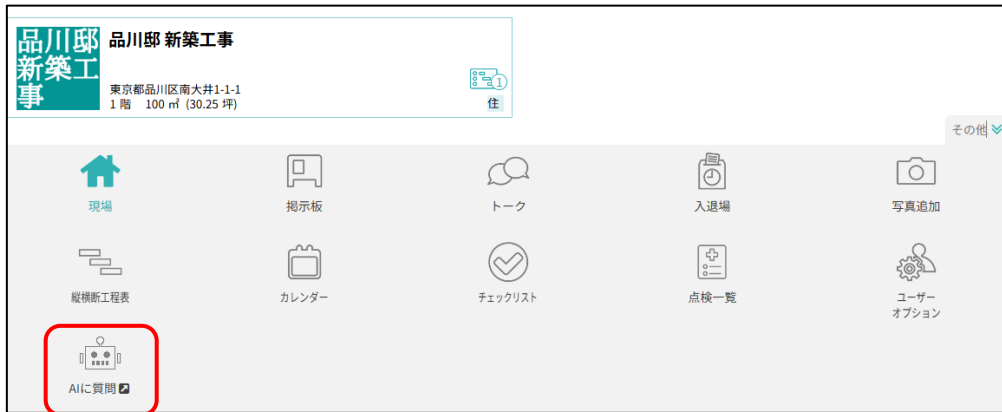 品川邸
新築工
事
品川邸 新築工事
東京都品川区南大井1-1-1
1 階 100 ㎡ (30.25 坪)
1
住
その他
現場
掲示板
トーク
入退場
写真追加
縦横断工程表
カレンダー
チェックリスト
点検一覧
ユーザー
オプション
AIに質問